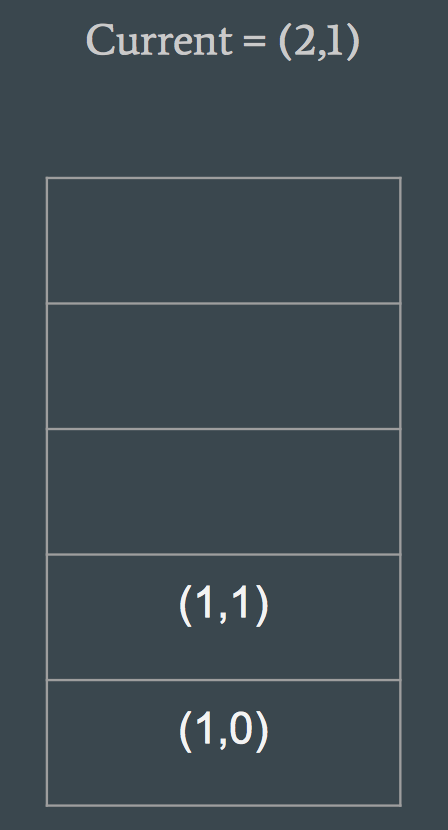 Current = (2,1)
(1,1)
(1,0)